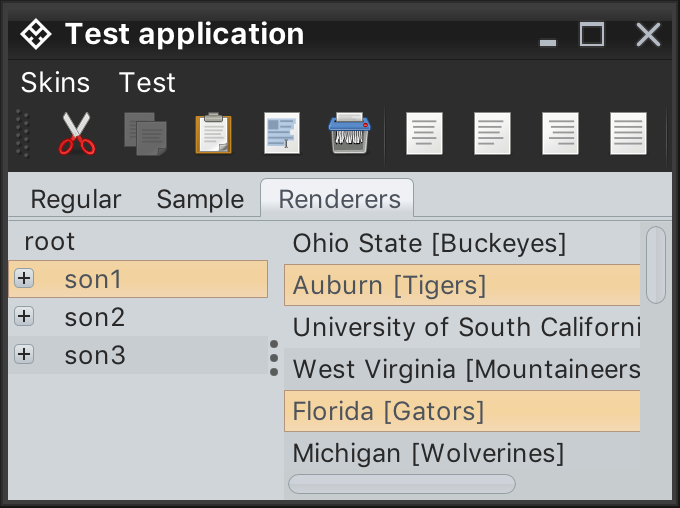 Test application
Skins Test
Regular Sample Renderers
root
son1
son2
son3
Ohio State [Buckeyes]
Auburn [Tigers]
University of South Californi
West Virginia [Mountaineers
Florida [Gators]
Michigan [Wolverines]